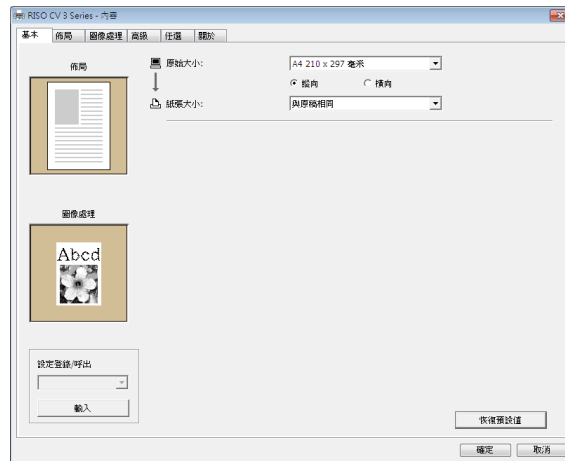 RISO CV 3 Series - 內容
基本 佈局 圖像處理 高級 任選 關於
佈局
原始大小: A4 210 x 297 毫米
縱向 橫向
紙張大小: 與原稿相同
圖像處理
Abcd
設定登錄/呼出
輸入
恢復預設值
確定 取消